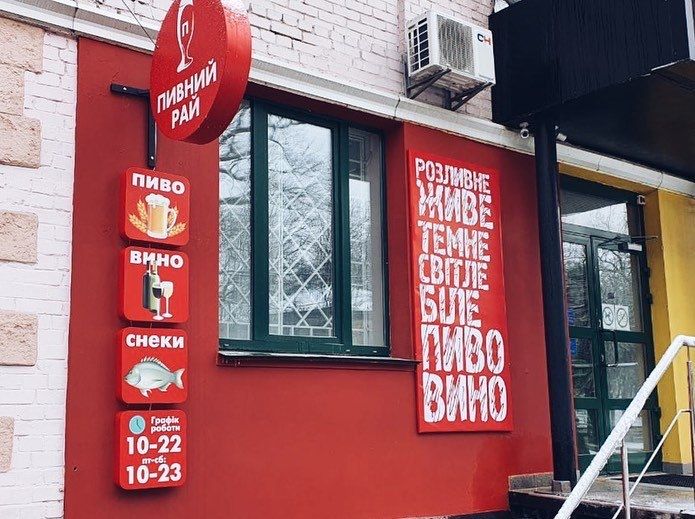 П
ПИВНИЙ
РАЙ
ПИВО
ВИНО
СНЕКИ
Графік
роботи
10-22
пт-сб:
10-23
РОЗЛИВНЕ
ЖИВЕ
ТЕМНЕ
СВІТЛЕ
БІЛЕ
ПИВО
ВИНО
CH